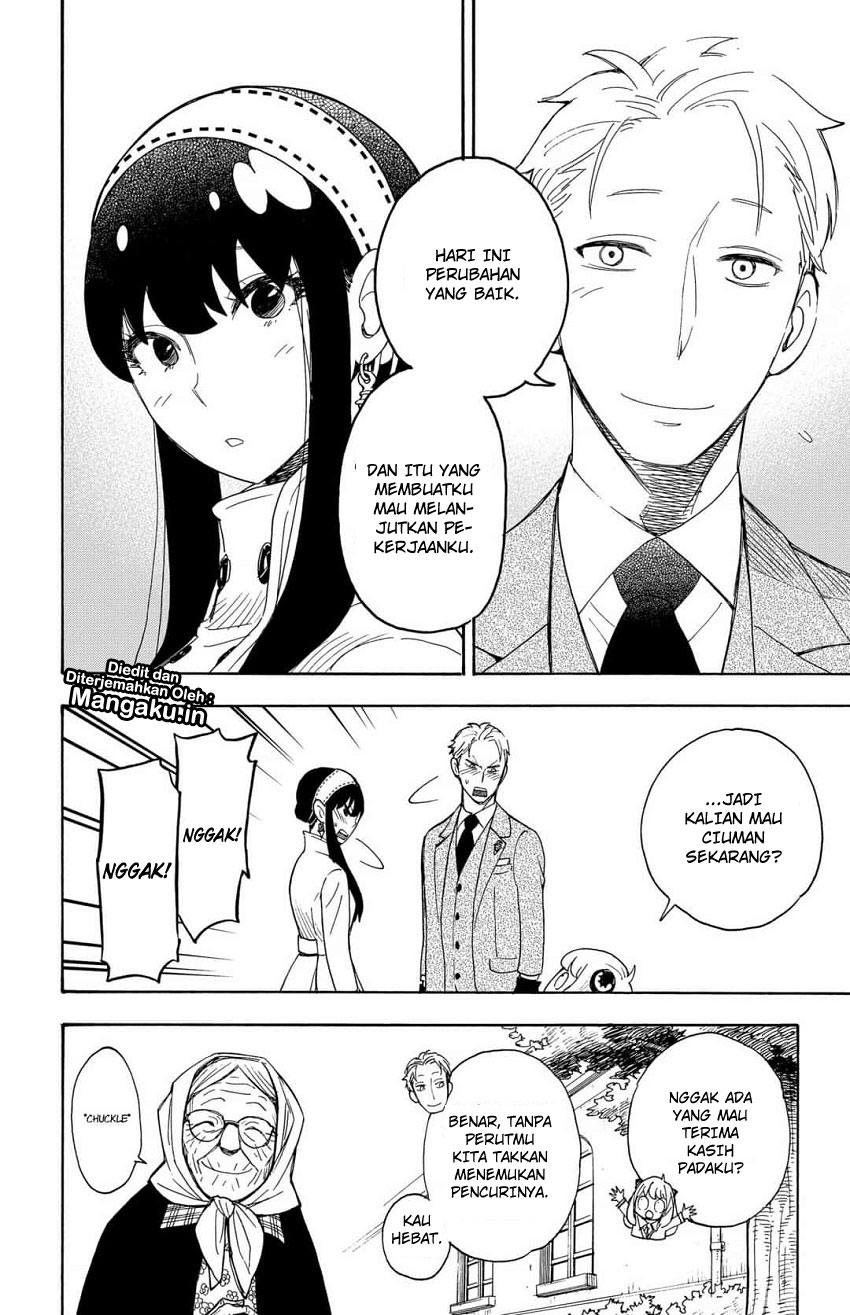 HARI INI
PERUBAHAN
YANG BAIK.
DAN ITU YANG
MEMBUATKU
MAU MELAN-
JUTKAN PE-
KERJAANKU.
Diedit dan
Diterjemahkan Oleh :
Mangaku.in
...JADI
KALIAN MAU
CIUMAN
SEKARANG?
NGGAK!
NGGAK!
NGGAK ADA
YANG MAU
TERIMA
KASIH
PADAKU?
BENAR, TANPA
PERUTMU
KITA TAKKAN
MENEMUKAN
PENCURINYA.
KAU
HEBAT.
"CHUCKLE"